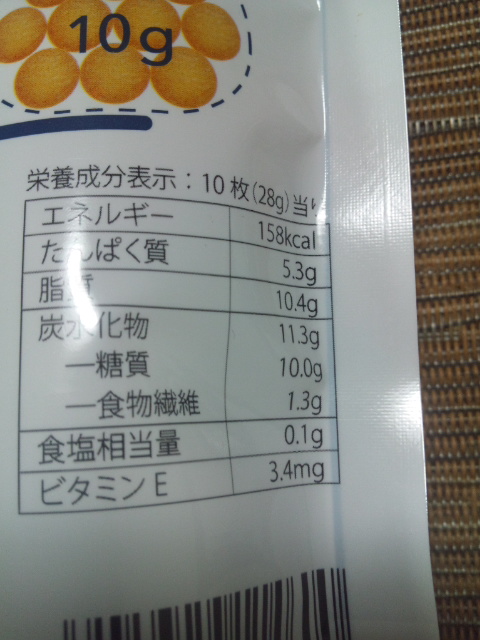 10g
栄養成分表示：10枚(28g)当り
エネルギー 158kcal
たんぱく質 5.3g
脂質 10.4g
炭水化物 11.3g
―糖質 10.0g
―食物繊維 1.3g
食塩相当量 0.1g
ビタミンE 3.4mg